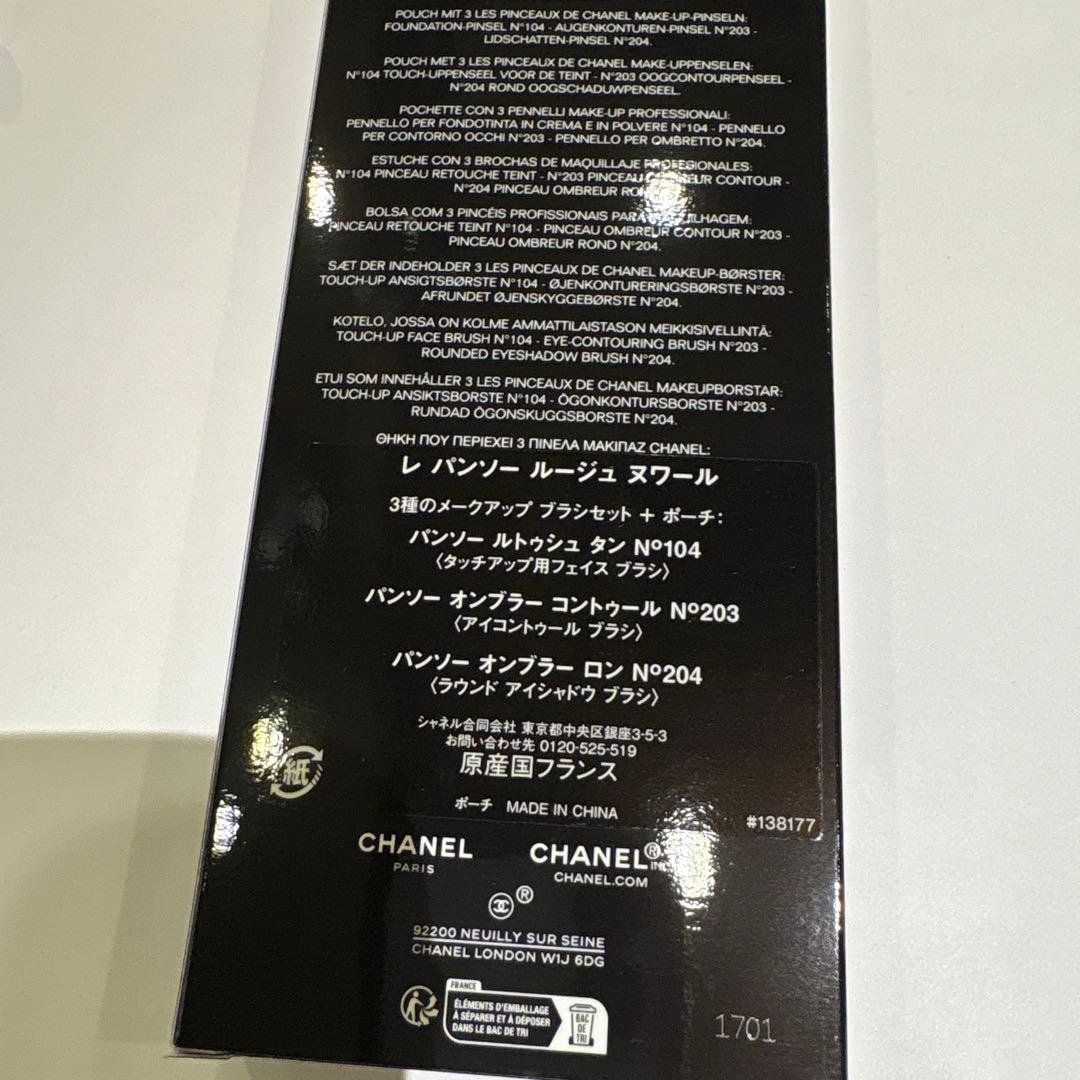 POUCH MIT 3 LES PINCEAUX DE CHANEL MAKE-UP-PINSELN:
FOUNDATION-PINSEL N°104 - AUGENKONTUREN-PINSEL N°203 -
LIDSCHATTEN-PINSEL N°204.
POUCH MET 3 LES PINCEAUX DE CHANEL MAKE-UPPENSELEN:
N°104 TOUCH-UPPENSEEL VOOR DE TEINT - N°203 OOGCONTOURPENSEEL -
N°204 ROND OOGSCHADUWPENSEEL.
POCHETTE CON 3 PENNELLI MAKE-UP PROFESSIONALI:
PENNELLO PER FONDOTINTA IN CREMA E IN POLVERE N°104 - PENNELLO
PER CONTORNO OCCHI N°203 - PENNELLO PER OMBRETTO N°204.
ESTUCHE CON 3 BROCHAS DE MAQUILLAJE PROFESIONALES:
N°104 PINCEAU RETOUCHE TEINT - N°203 PINCEAU CONTOUR -
N°204 PINCEAU OMBREUR
BOLSA COM 3 PINCÉIS PROFISSIONAIS PARA
PINCEAU RETOUCHE TEINT N°104 - PINCEAU OMBREUR CONTOUR N°203 -
PINCEAU OMBREUR ROND N°204.
SÆT DER INDEHOLDER 3 LES PINCEAUX DE CHANEL MAKEUP-BØRSTER:
TOUCH-UP ANSIGTSBØRSTE N°104 - ØJENKONTURERINGSBØRSTE N°203 -
AFRUNDET ØJENSKYGGEBØRSTE N°204.
KOTELO, JOSSA ON KOLME AMMATTILAISTASON MEIKKISIVELLINTÄ:
TOUCH-UP FACE BRUSH N°104 - EYE-CONTOURING BRUSH N°203 -
ROUNDED EYESHADOW BRUSH N°204.
ETUI SOM INNEHÅLLER 3 LES PINCEAUX DE CHANEL MAKEUPBORSTAR:
TOUCH-UP ANSIKTSBORSTE N°104 - ÖGONKONTURSBORSTE N°203 -
RUNDAD ÖGONSKUGGSBORSTE N°204.
ΘΗΚΗ ΠΟΥ ΠΕΡΙΕΧΕΙ 3 ΠΙΝΕΛΑ ΜΑΚΙΓΙΑΖ CHANEL:
レ パンソー ルージュ ヌワール
3種のメークアップ ブラシセット + ポーチ:
パンソー ルトゥシュ タン Nº104
〈タッチアップ用フェイス ブラシ〉
パンソー オンブラー コントゥール Nº203
〈アイコントゥール ブラシ〉
パンソー オンブラー ロン Nº204
〈ラウンド アイシャドウ ブラシ〉
シャネル合同会社 東京都中央区銀座3-5-3
お問い合わせ先 0120-525-519
原産国フランス
紙
ポーチ MADE IN CHINA
#138177
CHANEL
PARIS
CHANEL®
CHANEL.COM
®
92200 NEUILLY SUR SEINE
CHANEL LONDON W1J 6DG
FRANCE
ÉLÉMENTS D'EMBALLAGE
À SÉPARER ET À DÉPOSER
DANS LE BAC DE TRI
BAC
DE
TRI
1701